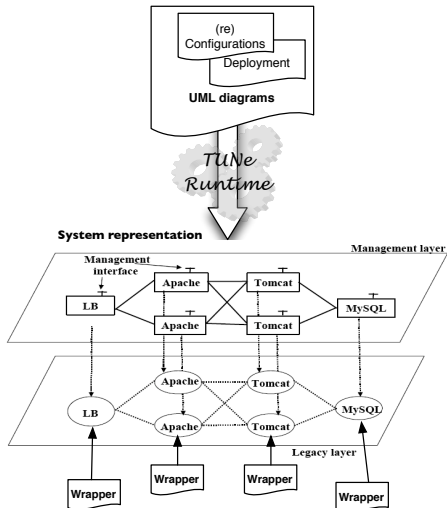 (re)
Configurations
Deployment
UML diagrams
TUNe
Runtime
System representation
Management layer
Management
interface
Apache
Tomcat
LB
MySQL
Apache
Tomcat
Apache
Tomcat
LB
MySQL
Apache
Tomcat
Legacy layer
Wrapper
Wrapper
Wrapper
Wrapper